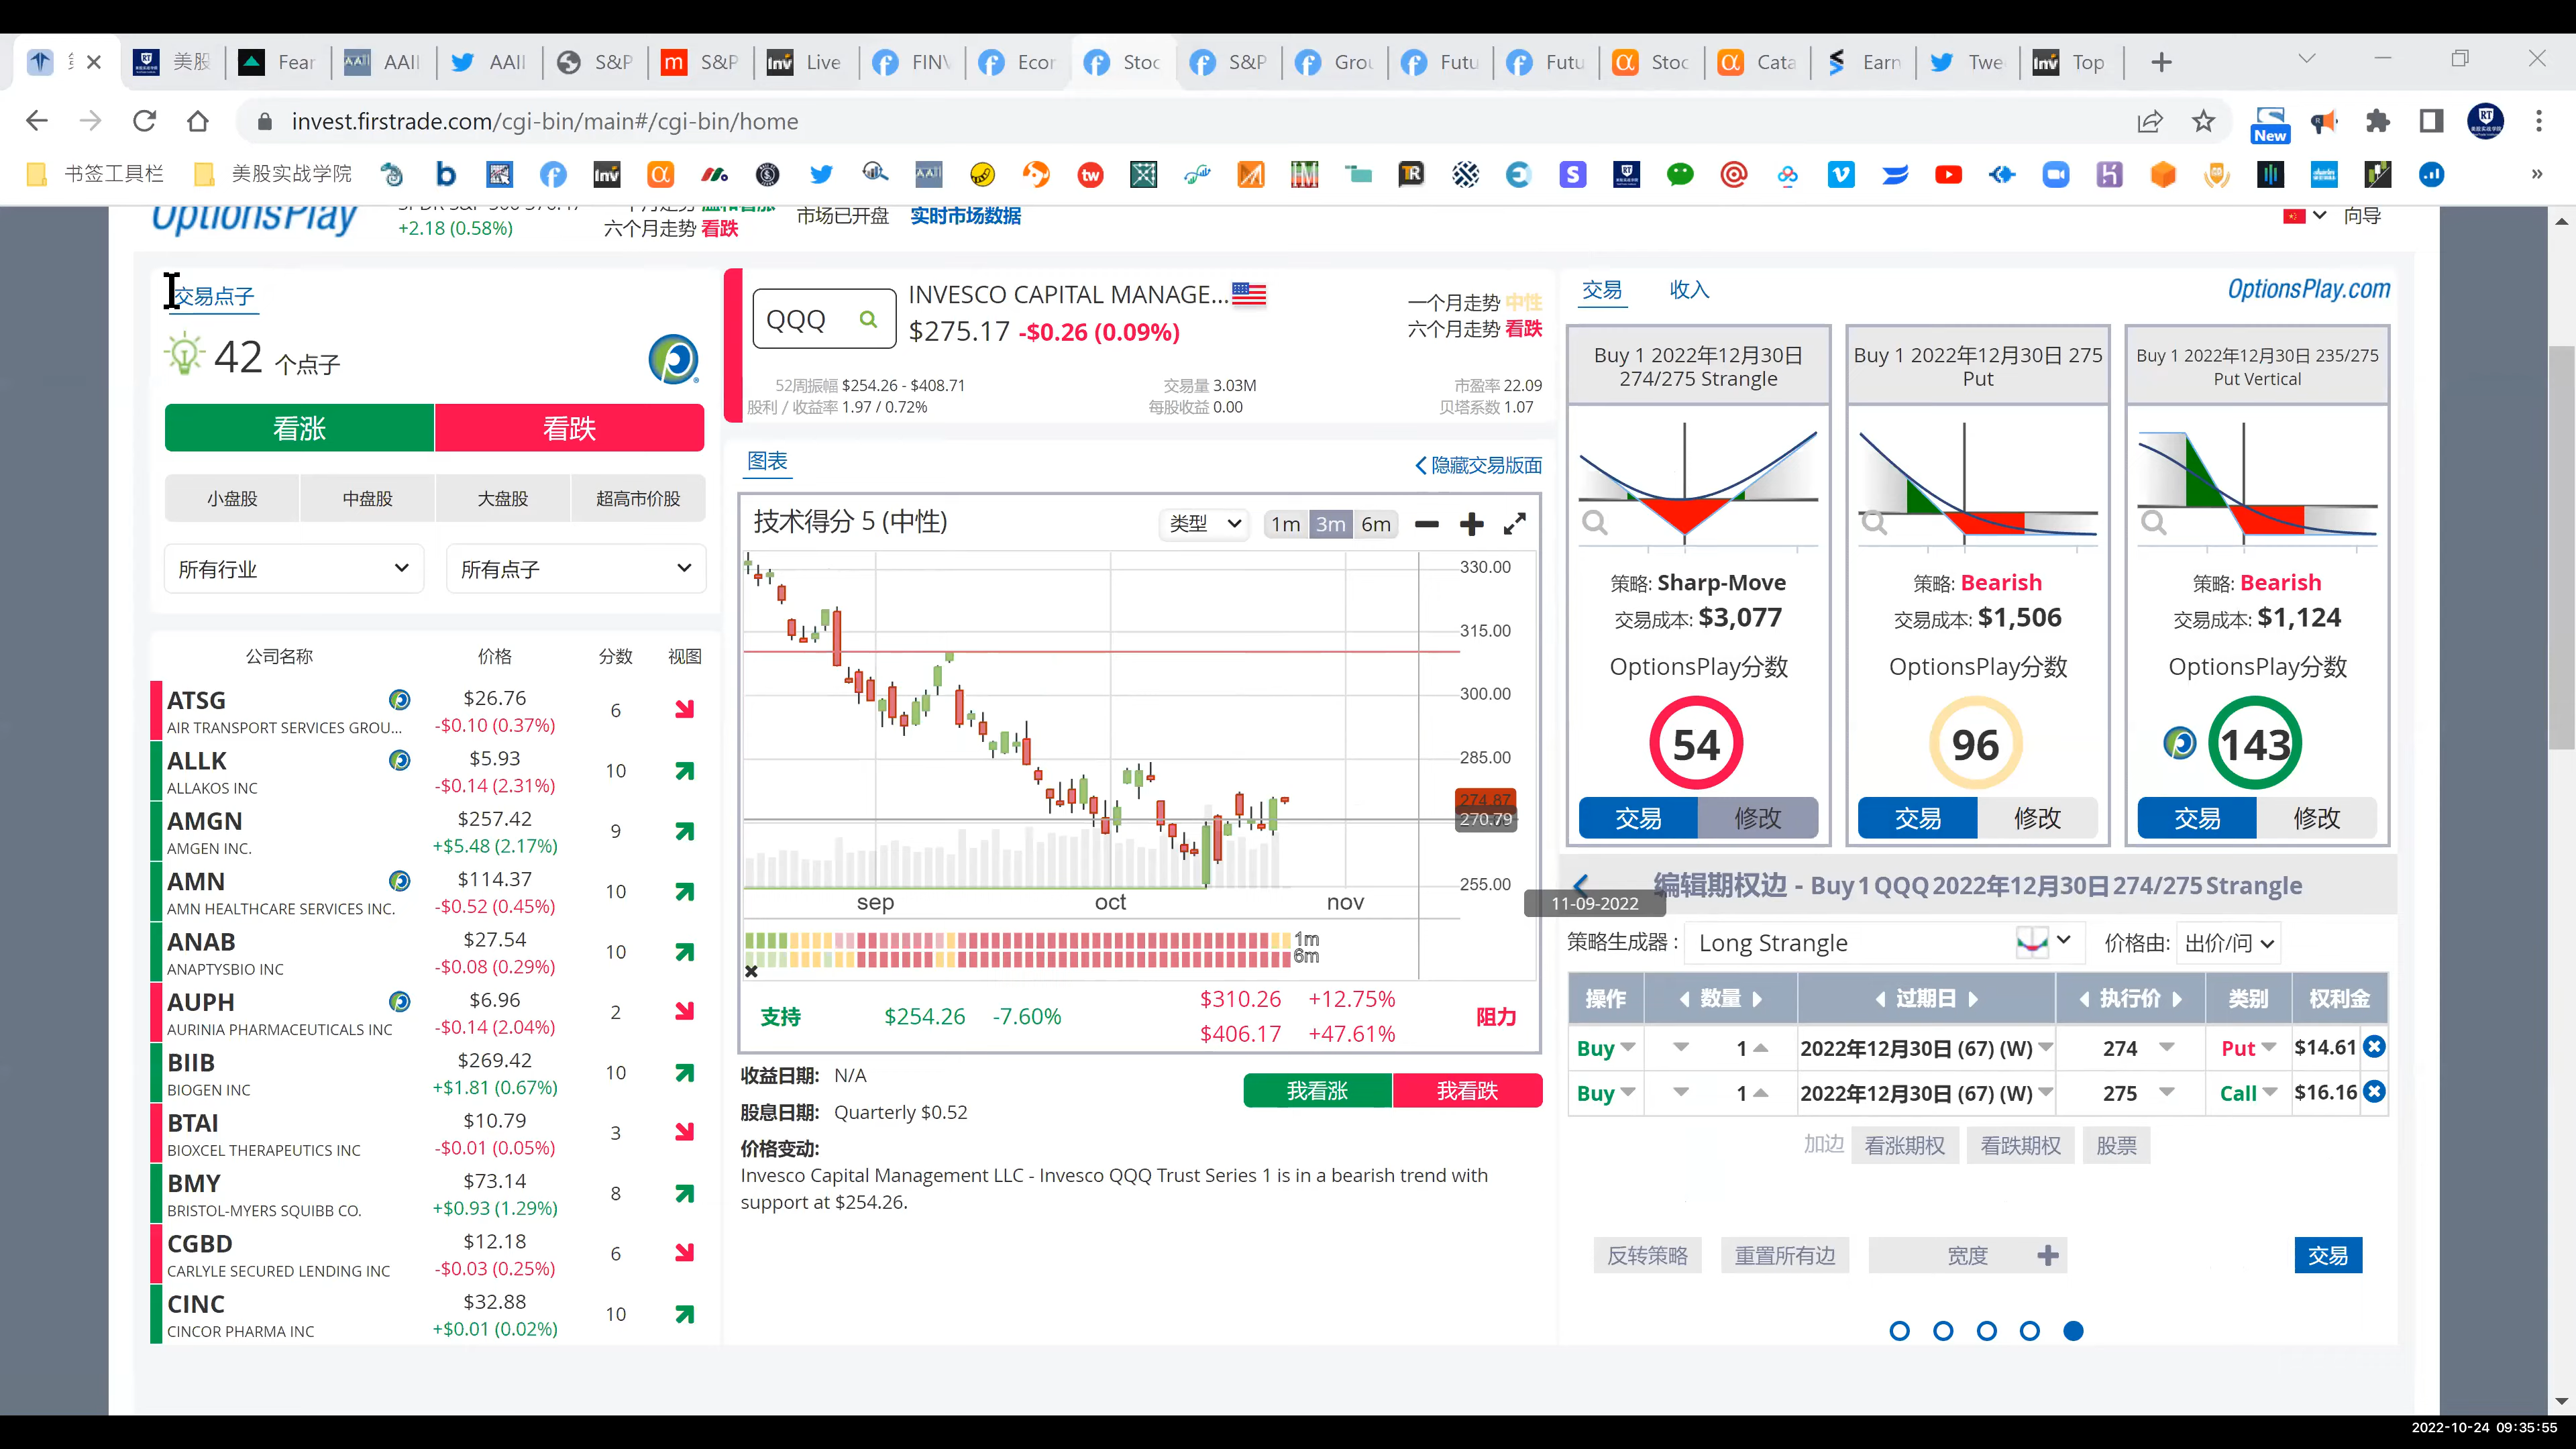 美股
Fear
AAII
AAII
S&P
S&P
Live
FINV
Econ
Stoc
S&P
Grou
Futu
Futu
Stoc
Cata
Earn
Twe
Top
invest.firstrade.com/cgi-bin/main#/cgi-bin/home
New
书签工具栏
美股实战学院
OptionsPlay
+2.18 (0.58%)
六个月走势 看跌
市场已开盘
实时市场数据
向导
交易点子
42 个点子
看涨
看跌
小盘股
中盘股
大盘股
超高市价股
所有行业
所有点子
公司名称 价格 分数 视图
ATSG $26.76 6
AIR TRANSPORT SERVICES GROU... -$0.10 (0.37%)
ALLK $5.93 10
ALLAKOS INC -$0.14 (2.31%)
AMGN $257.42 9
AMGEN INC. +$5.48 (2.17%)
AMN $114.37 10
AMN HEALTHCARE SERVICES INC. -$0.52 (0.45%)
ANAB $27.54 10
ANAPTYSBIO INC -$0.08 (0.29%)
AUPH $6.96 2
AURINIA PHARMACEUTICALS INC -$0.14 (2.04%)
BIIB $269.42 10
BIOGEN INC +$1.81 (0.67%)
BTAI $10.79 3
BIOXCEL THERAPEUTICS INC -$0.01 (0.05%)
BMY $73.14 8
BRISTOL-MYERS SQUIBB CO. +$0.93 (1.29%)
CGBD $12.18 6
CARLYLE SECURED LENDING INC -$0.03 (0.25%)
CINC $32.88 10
CINCOR PHARMA INC +$0.01 (0.02%)
QQQ
INVESCO CAPITAL MANAGE...
$275.17 -$0.26 (0.09%)
一个月走势 中性
六个月走势 看跌
52周振幅 $254.26 - $408.71 交易量 3.03M 市盈率 22.09
股利 / 收益率 1.97 / 0.72% 每股收益 0.00 贝塔系数 1.07
图表
隐藏交易版面
技术得分 5 (中性)
类型
1m 3m 6m
330.00
315.00
300.00
285.00
274.87
270.79
255.00
sep oct nov
11-09-2022
1m
6m
支持 $254.26 -7.60%
$310.26 +12.75%
$406.17 +47.61%
阻力
收益日期: N/A
股息日期: Quarterly $0.52
我看涨
我看跌
价格变动:
Invesco Capital Management LLC - Invesco QQQ Trust Series 1 is in a bearish trend with
support at $254.26.
交易
收入
OptionsPlay.com
Buy 1 2022年12月30日
274/275 Strangle
策略: Sharp-Move
交易成本: $3,077
OptionsPlay分数
54
交易 修改
Buy 1 2022年12月30日 275
Put
策略: Bearish
交易成本: $1,506
OptionsPlay分数
96
交易 修改
Buy 1 2022年12月30日 235/275
Put Vertical
策略: Bearish
交易成本: $1,124
OptionsPlay分数
143
交易 修改
编辑期权边 - Buy 1 QQQ 2022年12月30日 274/275 Strangle
策略生成器 : Long Strangle
价格由: 出价/问
操作 数量 过期日 执行价 类别 权利金
Buy 1 2022年12月30日 (67) (W) 274 Put $14.61
Buy 1 2022年12月30日 (67) (W) 275 Call $16.16
加边 看涨期权 看跌期权 股票
反转策略 重置所有边 宽度 交易
2022-10-24 09:35:55